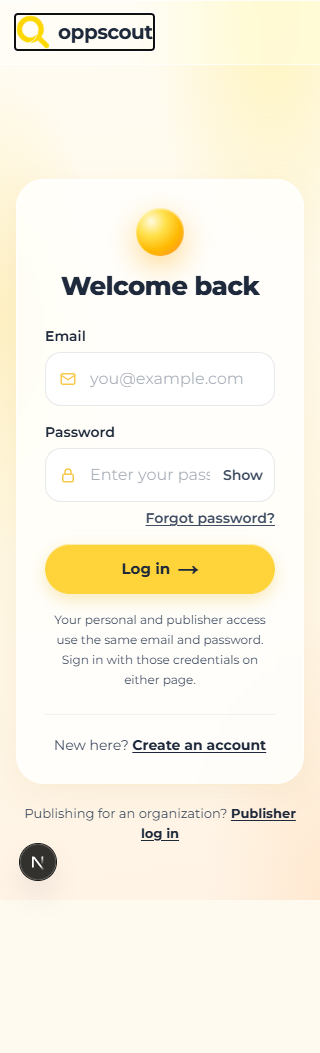 oppscout
Welcome back
Email
you@example.com
Password
Enter your pass
Show
Forgot password?
Log in →
Your personal and publisher access
use the same email and password.
Sign in with those credentials on
either page.
New here? Create an account
Publishing for an organization? Publisher
log in
N